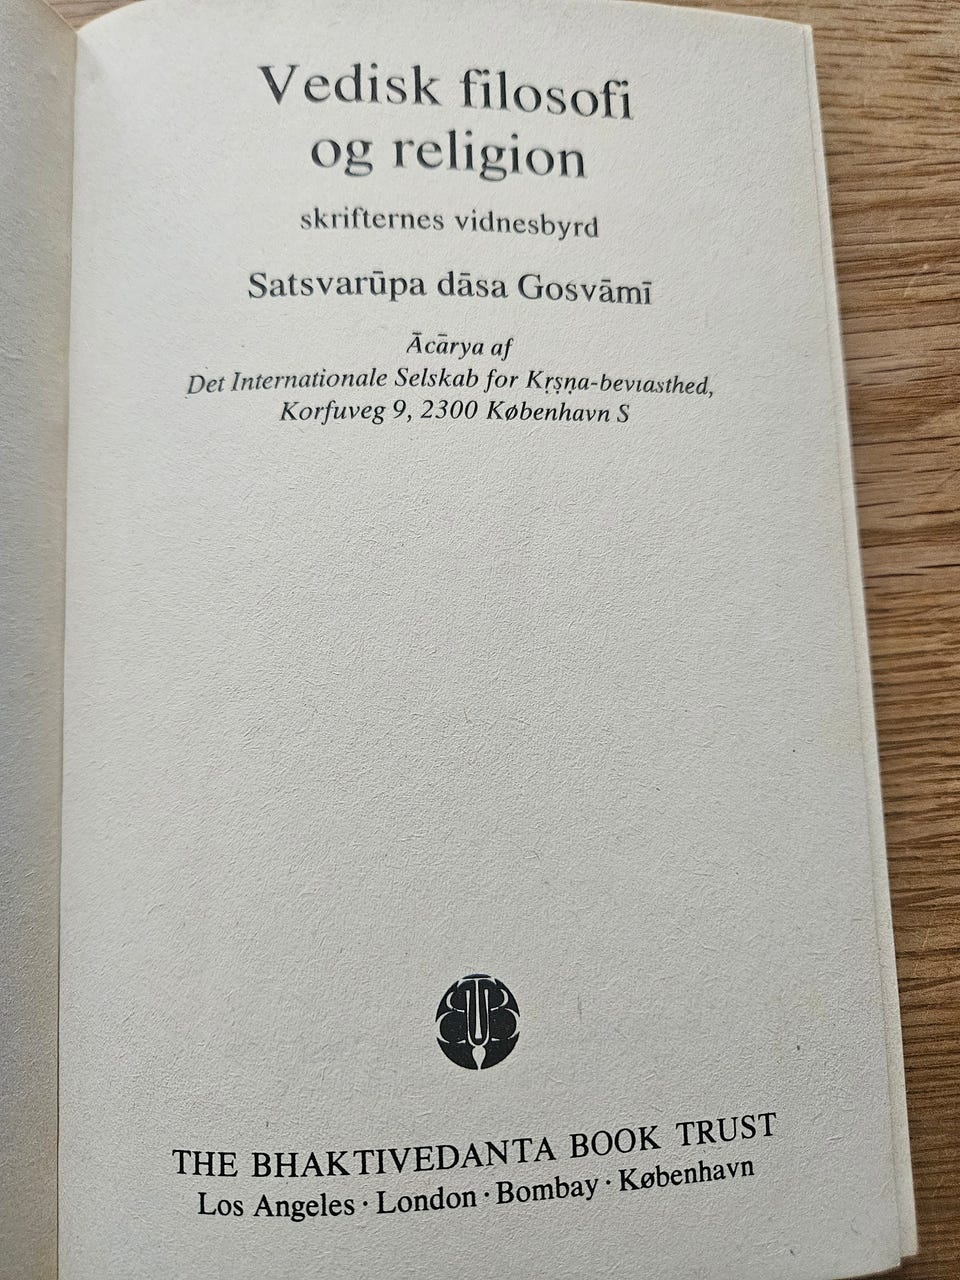 Vedisk filosofi
og religion
skrifternes vidnesbyrd
Satsvarūpa dāsa Gosvāmī
Ācārya af
Det Internationale Selskab for Kṛṣṇa-bevıasthed,
Korfuveg 9, 2300 København S
THE BHAKTIVEDANTA BOOK TRUST
Los Angeles · London · Bombay · København